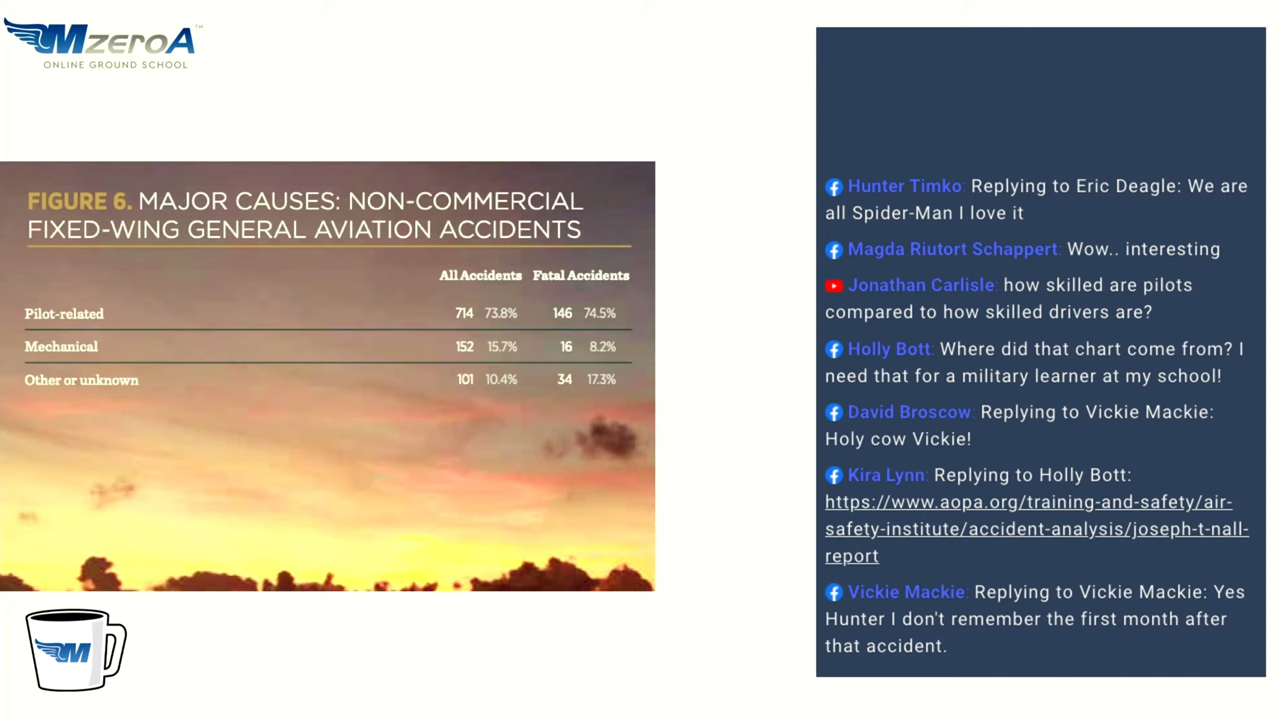 MzeroA™
ONLINE GROUND SCHOOL
FIGURE 6. MAJOR CAUSES: NON-COMMERCIAL
FIXED-WING GENERAL AVIATION ACCIDENTS
All Accidents Fatal Accidents
Pilot-related 714 73.8% 146 74.5%
Mechanical 152 15.7% 16 8.2%
Other or unknown 101 10.4% 34 17.3%
M
Hunter Timko: Replying to Eric Deagle: We are
all Spider-Man I love it
Magda Riutort Schappert: Wow.. interesting
Jonathan Carlisle: how skilled are pilots
compared to how skilled drivers are?
Holly Bott: Where did that chart come from? I
need that for a military learner at my school!
David Broscow: Replying to Vickie Mackie:
Holy cow Vickie!
Kira Lynn: Replying to Holly Bott:
https://www.aopa.org/training-and-safety/air-
safety-institute/accident-analysis/joseph-t-nall-
report
Vickie Mackie: Replying to Vickie Mackie: Yes
Hunter I don't remember the first month after
that accident.